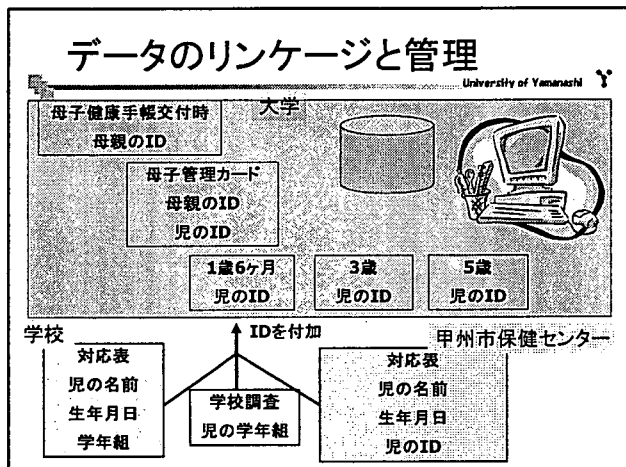 データのリンケージと管理
University of Yamanashi
大学
母子健康手帳交付時
母親のID
母子管理カード
母親のID
児のID
1歳6ヶ月
児のID
3歳
児のID
5歳
児のID
IDを付加
学校
対応表
児の名前
生年月日
学年組
学校調査
児の学年組
甲州市保健センター
対応表
児の名前
生年月日
児のID